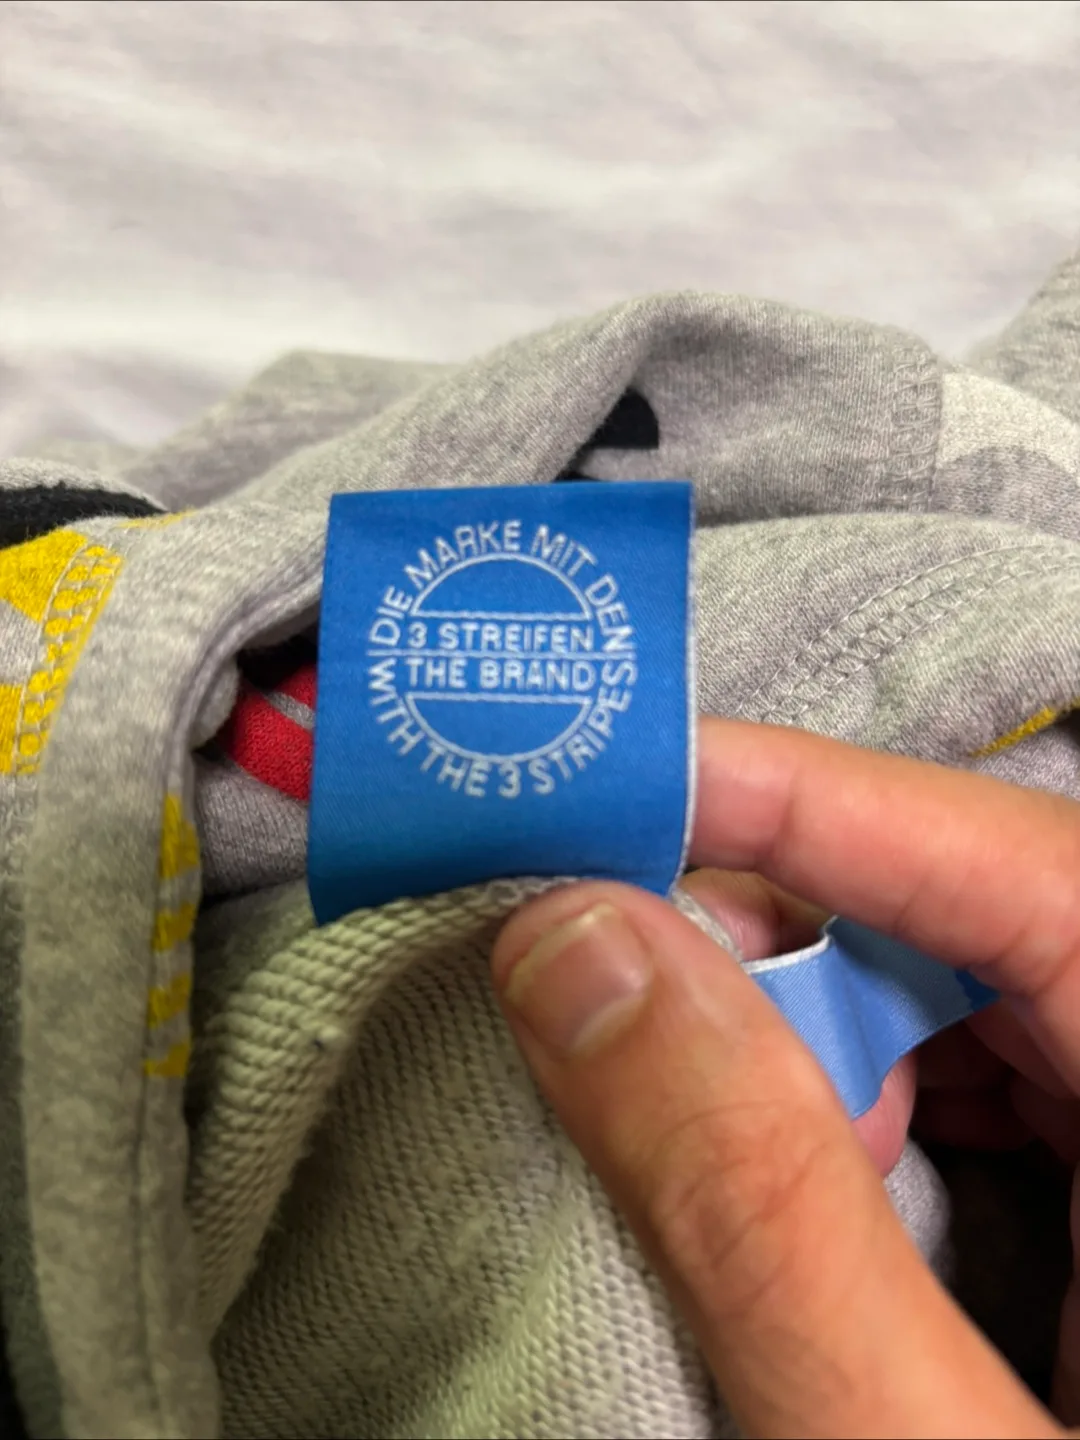 DIE MARKE MIT DEN
3 STREIFEN
THE BRAND
WITH THE 3 STRIPES